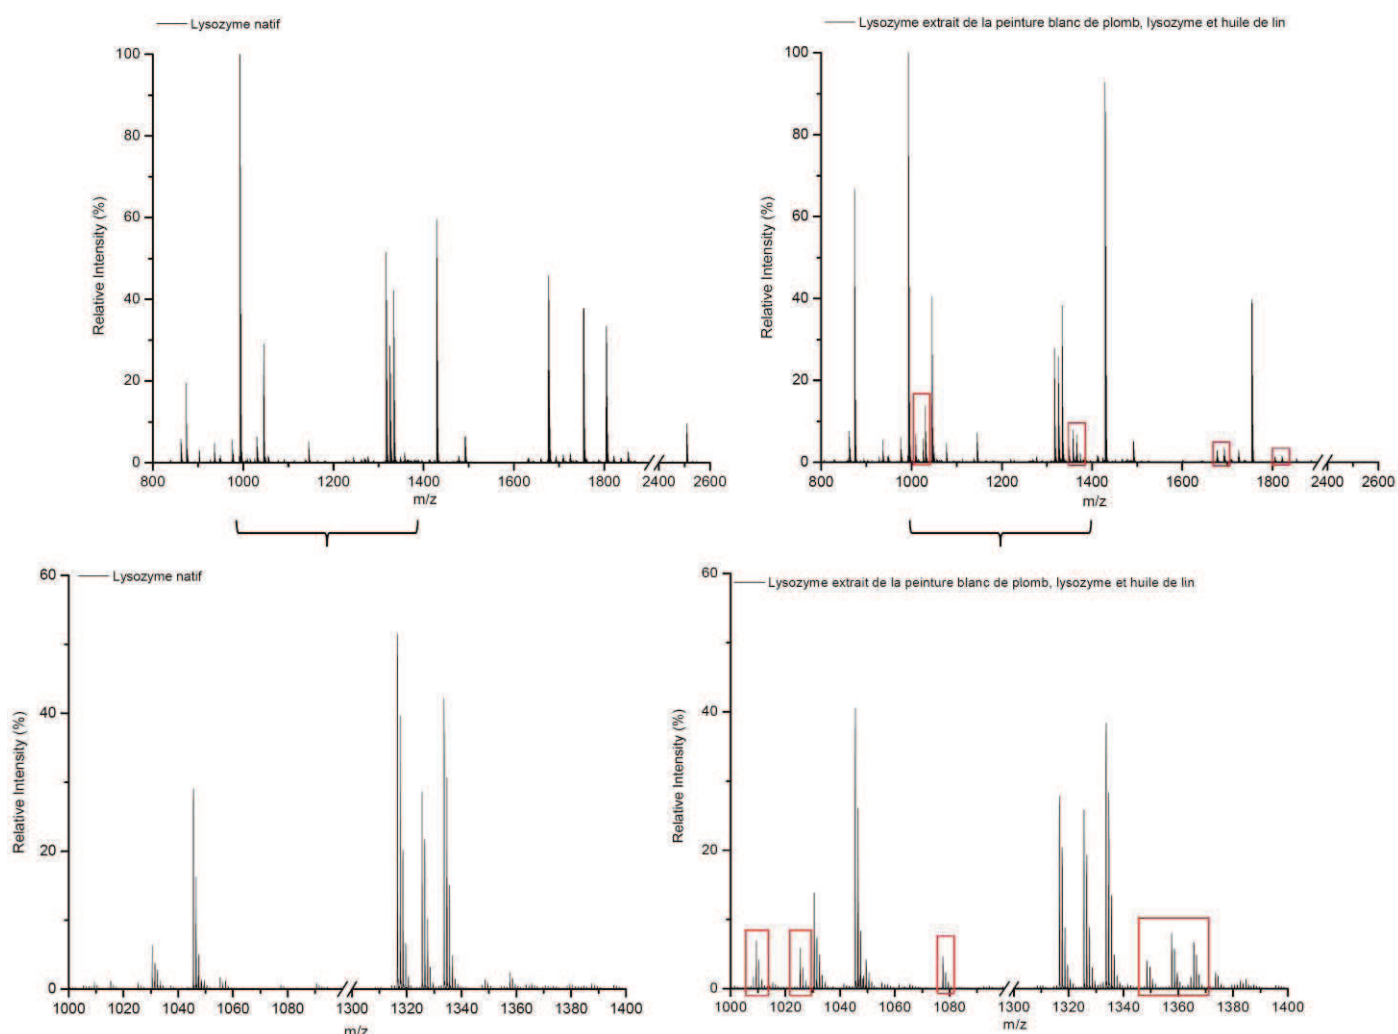 Lysozyme natif
Relative Intensity (%)
100
80
60
40
20
0
800 1000 1200 1400 1600 1800 2400 2600
m/z
Lysozyme extrait de la peinture blanc de plomb, lysozyme et huile de lin
Relative Intensity (%)
100
80
60
40
20
0
800 1000 1200 1400 1600 1800 2400 2600
m/z
Lysozyme natif
Relative Intensity (%)
60
40
20
0
1000 1020 1040 1060 1080 1300 1320 1340 1360 1380 1400
m/z
Lysozyme extrait de la peinture blanc de plomb, lysozyme et huile de lin
Relative Intensity (%)
60
40
20
0
1000 1020 1040 1060 1080 1300 1320 1340 1360 1380 1400
m/z